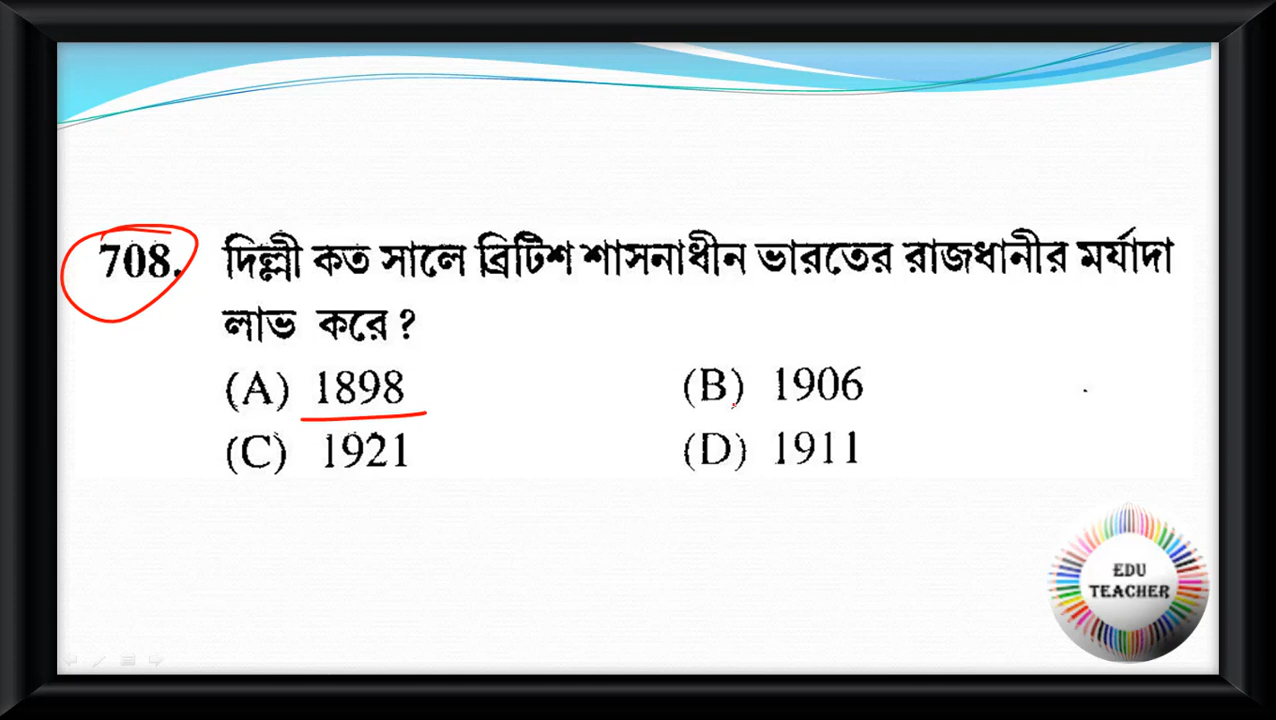 708. দিল্লী কত সালে ব্রিটিশ শাসনাধীন ভারতের রাজধানীর মর্যাদা
লাভ করে ?
(A) 1898 (B) 1906
(C) 1921 (D) 1911
EDU
TEACHER